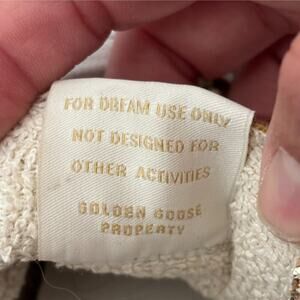 FOR DREAM USE ONLY
NOT DESIGNED FOR
OTHER ACTIVITIES
GOLDEN GOOSE
PROPERTY